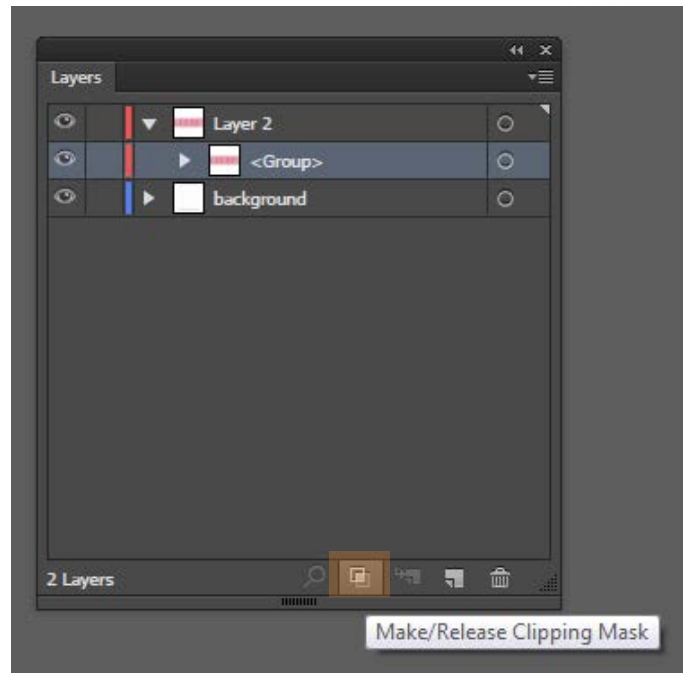 Layers
Layer 2
<Group>
background
2 Layers
Make/Release Clipping Mask